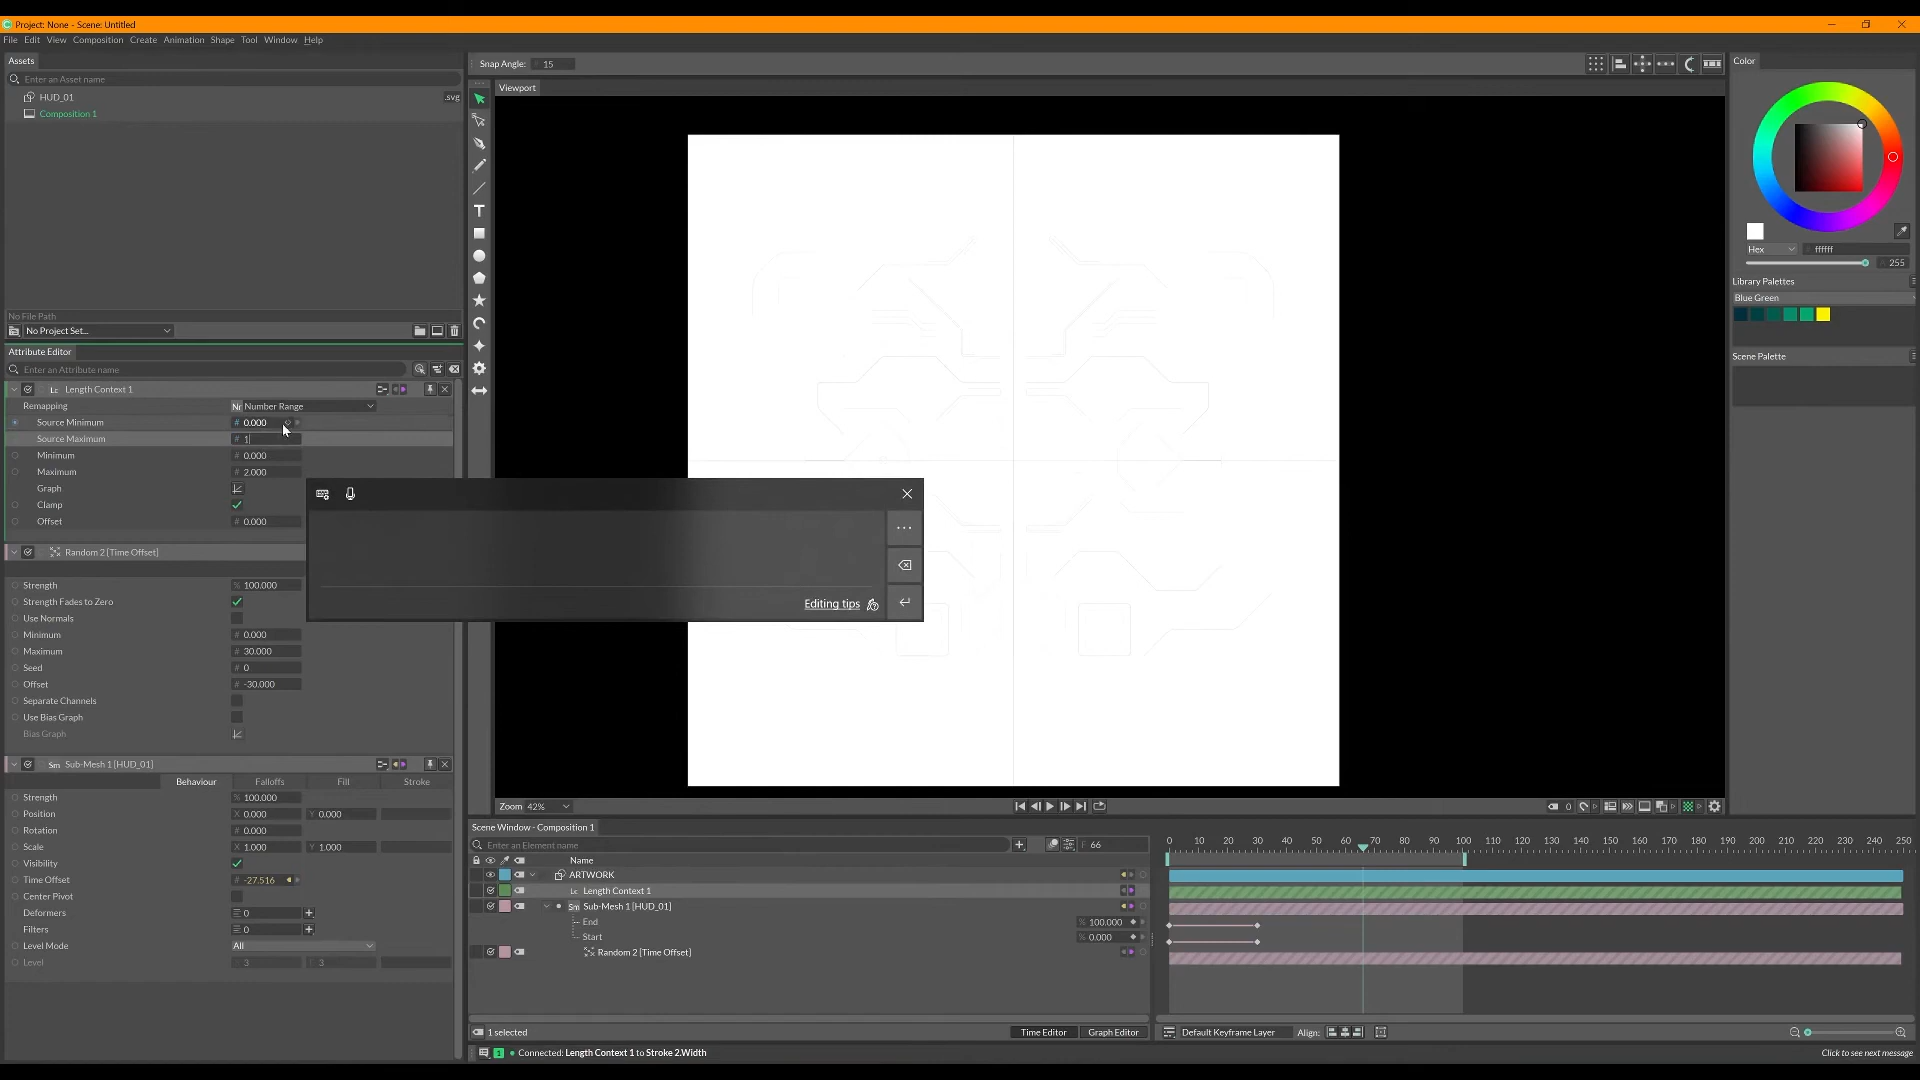 Project: None - Scene: Untitled
File Edit View Composition Create Animation Shape Tool Window Help
Assets
Enter an Asset name
HUD_01 .svg
Composition 1
No File Path
No Project Set...
Attribute Editor
Enter an Attribute name
Lc Length Context 1
Remapping Nr Number Range
Source Minimum # 0.000
Source Maximum # 1
Minimum # 0.000
Maximum # 2.000
Graph
Clamp
Offset # 0.000
Random 2 [Time Offset]
Strength % 100.000
Strength Fades to Zero
Use Normals
Minimum # 0.000
Maximum # 30.000
Seed # 0
Offset # -30.000
Separate Channels
Use Bias Graph
Bias Graph
Sm Sub-Mesh 1 [HUD_01]
Behaviour Falloffs Fill Stroke
Strength % 100.000
Position X 0.000 Y 0.000
Rotation # 0.000
Scale X 1.000 Y 1.000
Visibility
Time Offset # -27.516
Center Pivot
Deformers 0
Filters 0
Level Mode All
Level 3 3
Snap Angle: 15
Viewport
Editing tips
Zoom 42%
0
Color
Hex ffffff
255
Library Palettes
Blue Green
Scene Palette
Scene Window - Composition 1
Enter an Element name
F 66
Name
ARTWORK
Lc Length Context 1
Sm Sub-Mesh 1 [HUD_01]
End % 100.000
Start % 0.000
Random 2 [Time Offset]
0 10 20 30 40 50 60 70 80 90 100 110 120 130 140 150 160 170 180 190 200 210 220 230 240 250
1 selected
Time Editor Graph Editor
Default Keyframe Layer Align:
1 Connected: Length Context 1 to Stroke 2.Width
Click to see next message